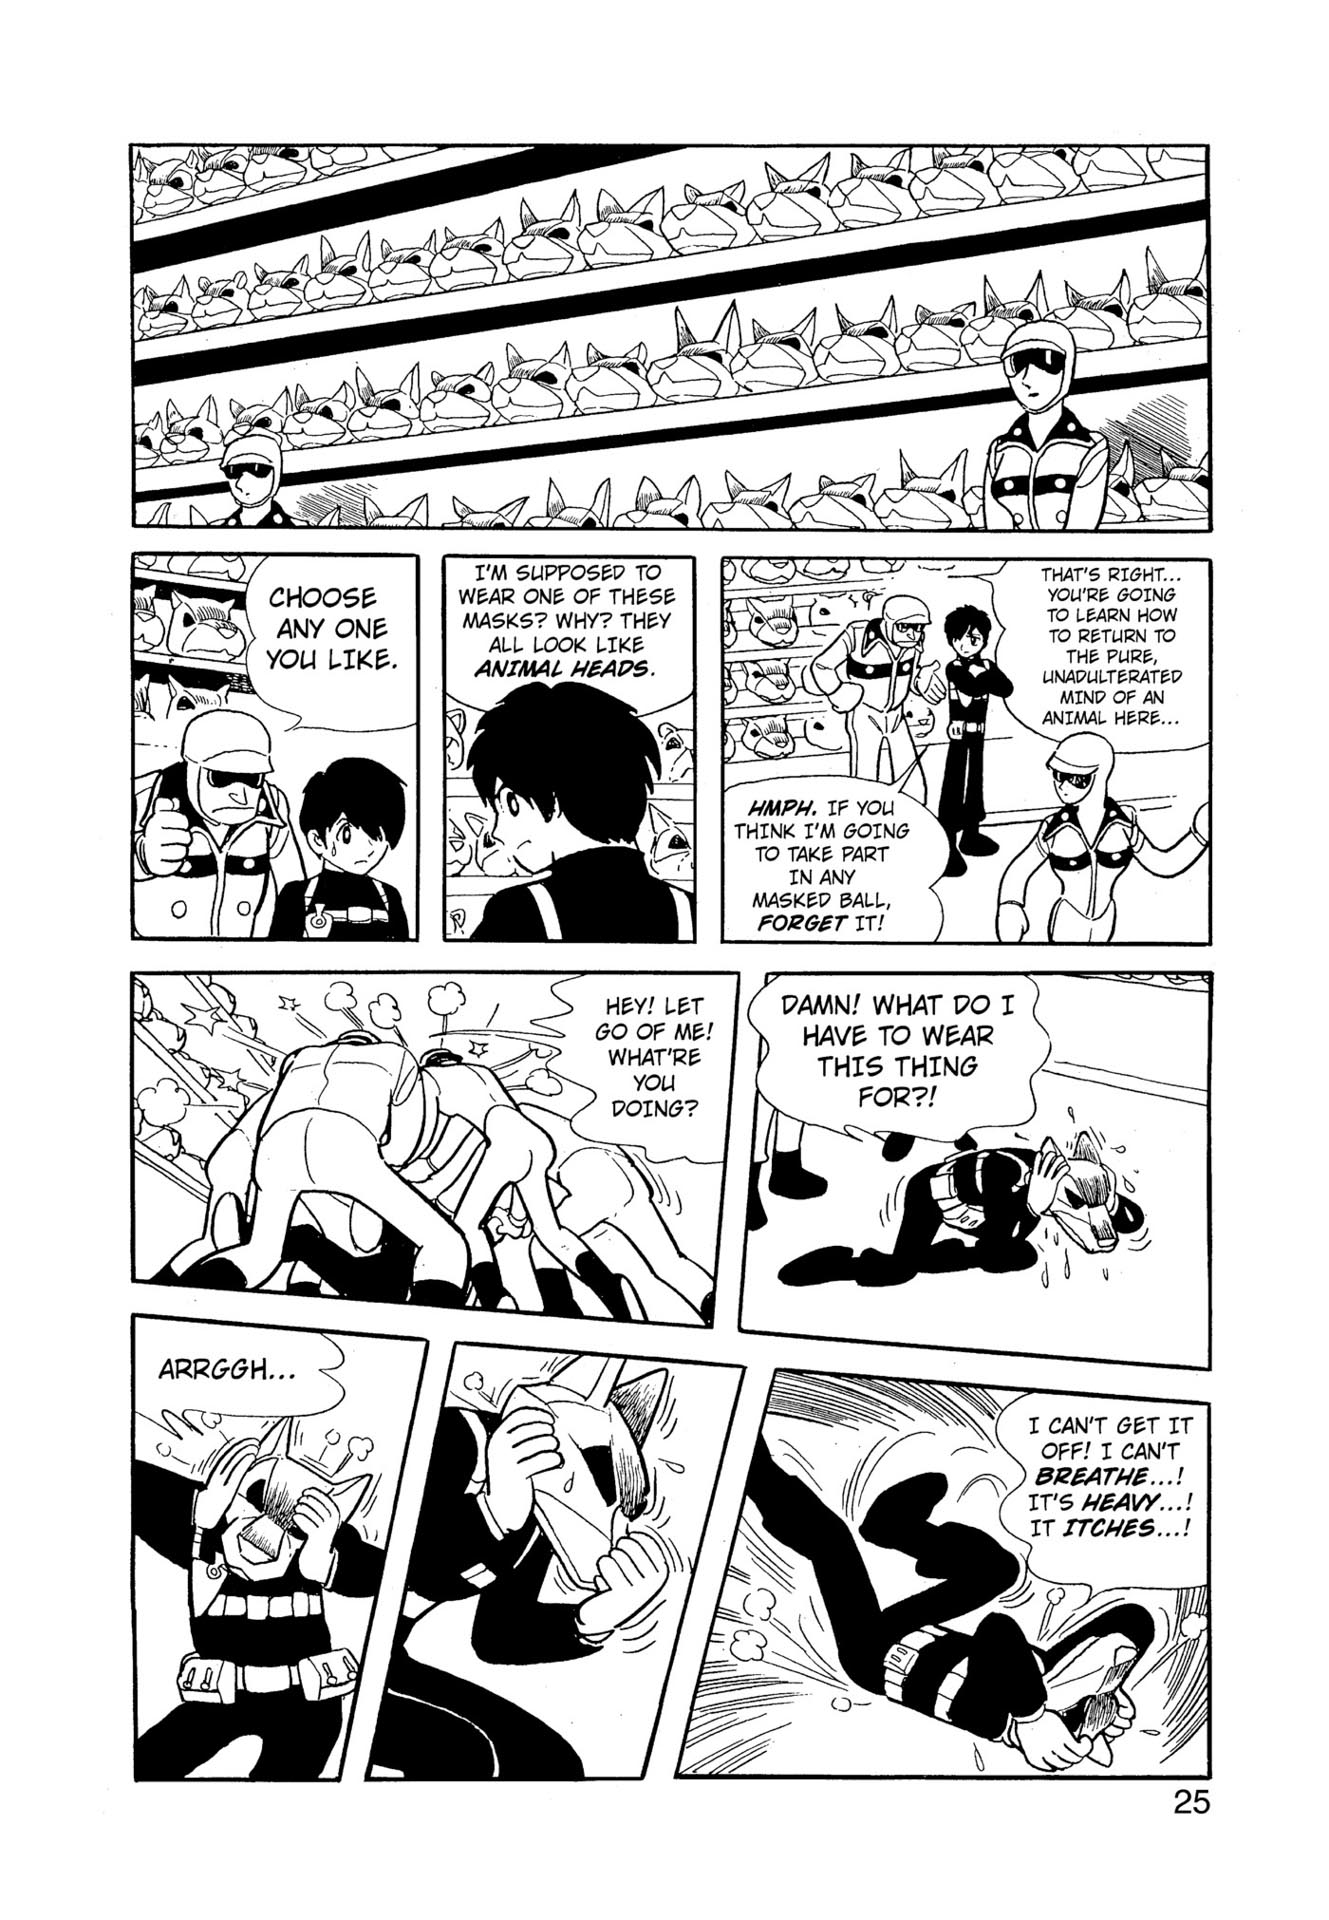 CHOOSE
ANY ONE
YOU LIKE.
I'M SUPPOSED TO
WEAR ONE OF THESE
MASKS? WHY? THEY
ALL LOOK LIKE
ANIMAL HEADS.
THAT'S RIGHT...
YOU'RE GOING
TO LEARN HOW
TO RETURN TO
THE PURE,
UNADULTERATED
MIND OF AN
ANIMAL HERE...
HMPH. IF YOU
THINK I'M GOING
TO TAKE PART
IN ANY
MASKED BALL,
FORGET IT!
HEY! LET
GO OF ME!
WHAT'RE
YOU
DOING?
DAMN! WHAT DO I
HAVE TO WEAR
THIS THING
FOR?!
ARRGGH...
I CAN'T GET IT
OFF! I CAN'T
BREATHE...!
IT'S HEAVY...!
IT ITCHES...!
25